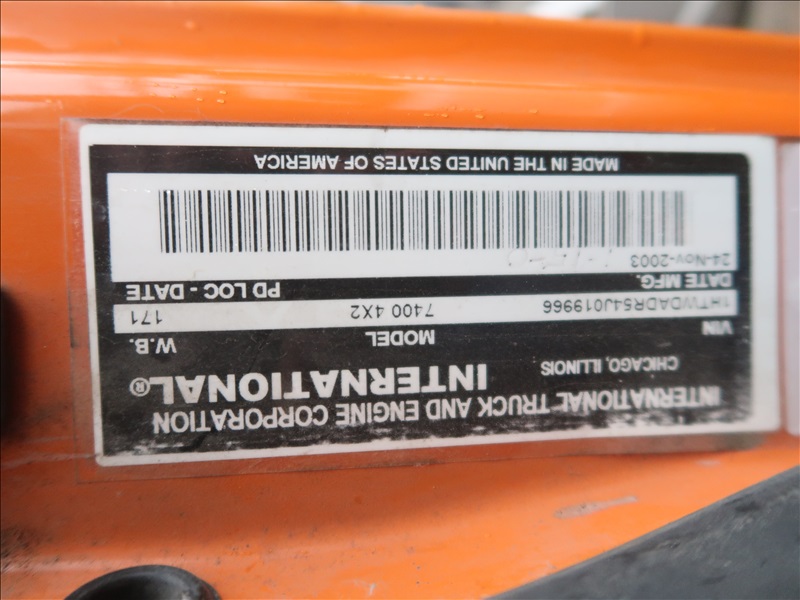 INTERNATIONAL TRUCK AND ENGINE CORPORATION
CHICAGO, ILLINOIS INTERNATIONAL®
VIN MODEL W.B.
1HTWDADR54J019966 7400 4X2 171
DATE MFG. PD LOC - DATE
24-Nov-2003
MADE IN THE UNITED STATES OF AMERICA